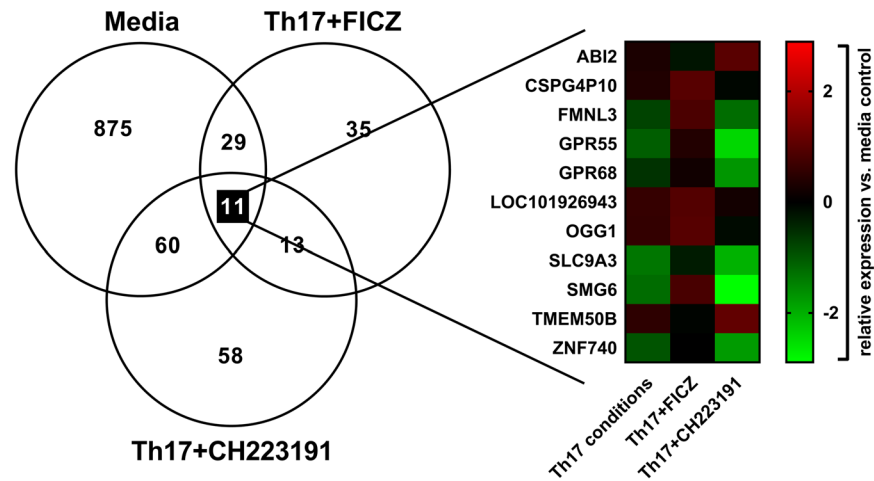 Media
Th17+FICZ
875
29
35
11
60
13
58
Th17+CH223191
ABI2
CSPG4P10
FMNL3
GPR55
GPR68
LOC101926943
OGG1
SLC9A3
SMG6
TMEM50B
ZNF740
Th17 conditions
Th17+FICZ
Th17+CH223191
2
0
-2
relative expression vs. media control